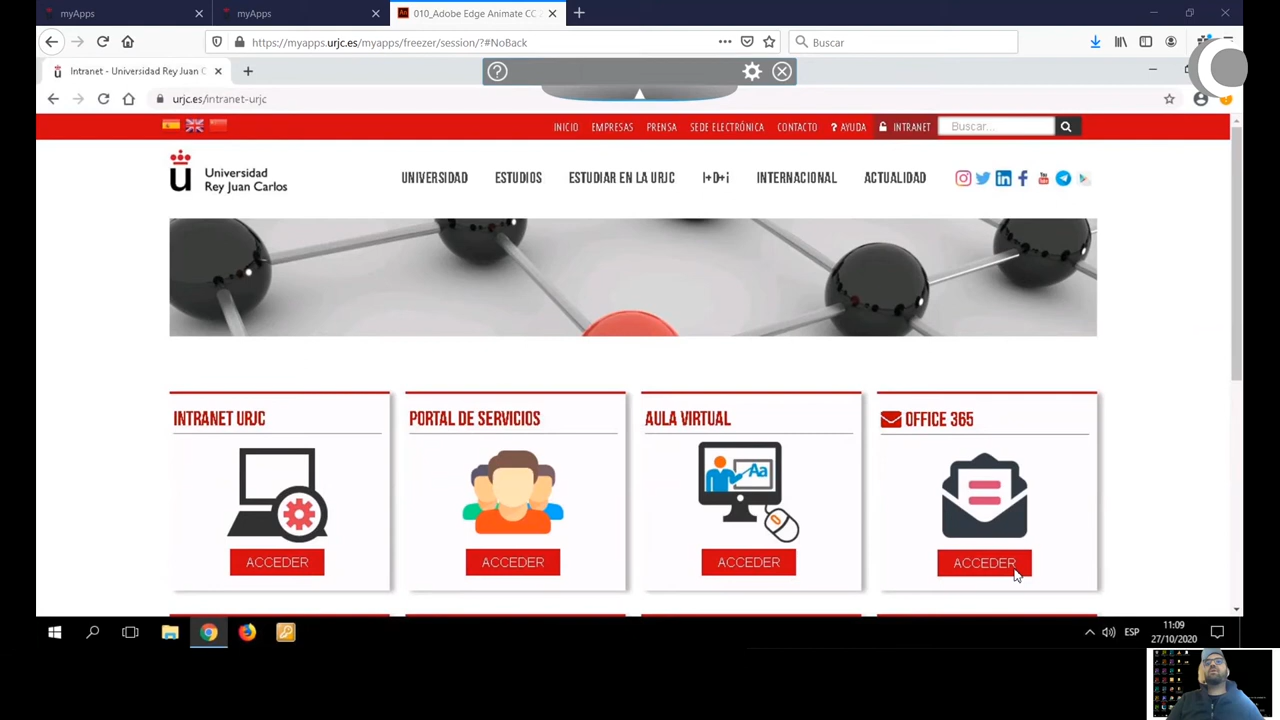 myApps
myApps
010_Adobe Edge Animate CC
https://myapps.urjc.es/myapps/freezer/session/?#NoBack
Buscar
Intranet - Universidad Rey Juan C
urjc.es/intranet-urjc
INICIO EMPRESAS PRENSA SEDE ELECTRÓNICA CONTACTO ? AYUDA INTRANET Buscar...
Universidad
Rey Juan Carlos
UNIVERSIDAD ESTUDIOS ESTUDIAR EN LA URJC I+D+i INTERNACIONAL ACTUALIDAD
INTRANET URJC
PORTAL DE SERVICIOS
AULA VIRTUAL
OFFICE 365
Aa
ACCEDER
ACCEDER
ACCEDER
ACCEDER
ESP
11:09
27/10/2020